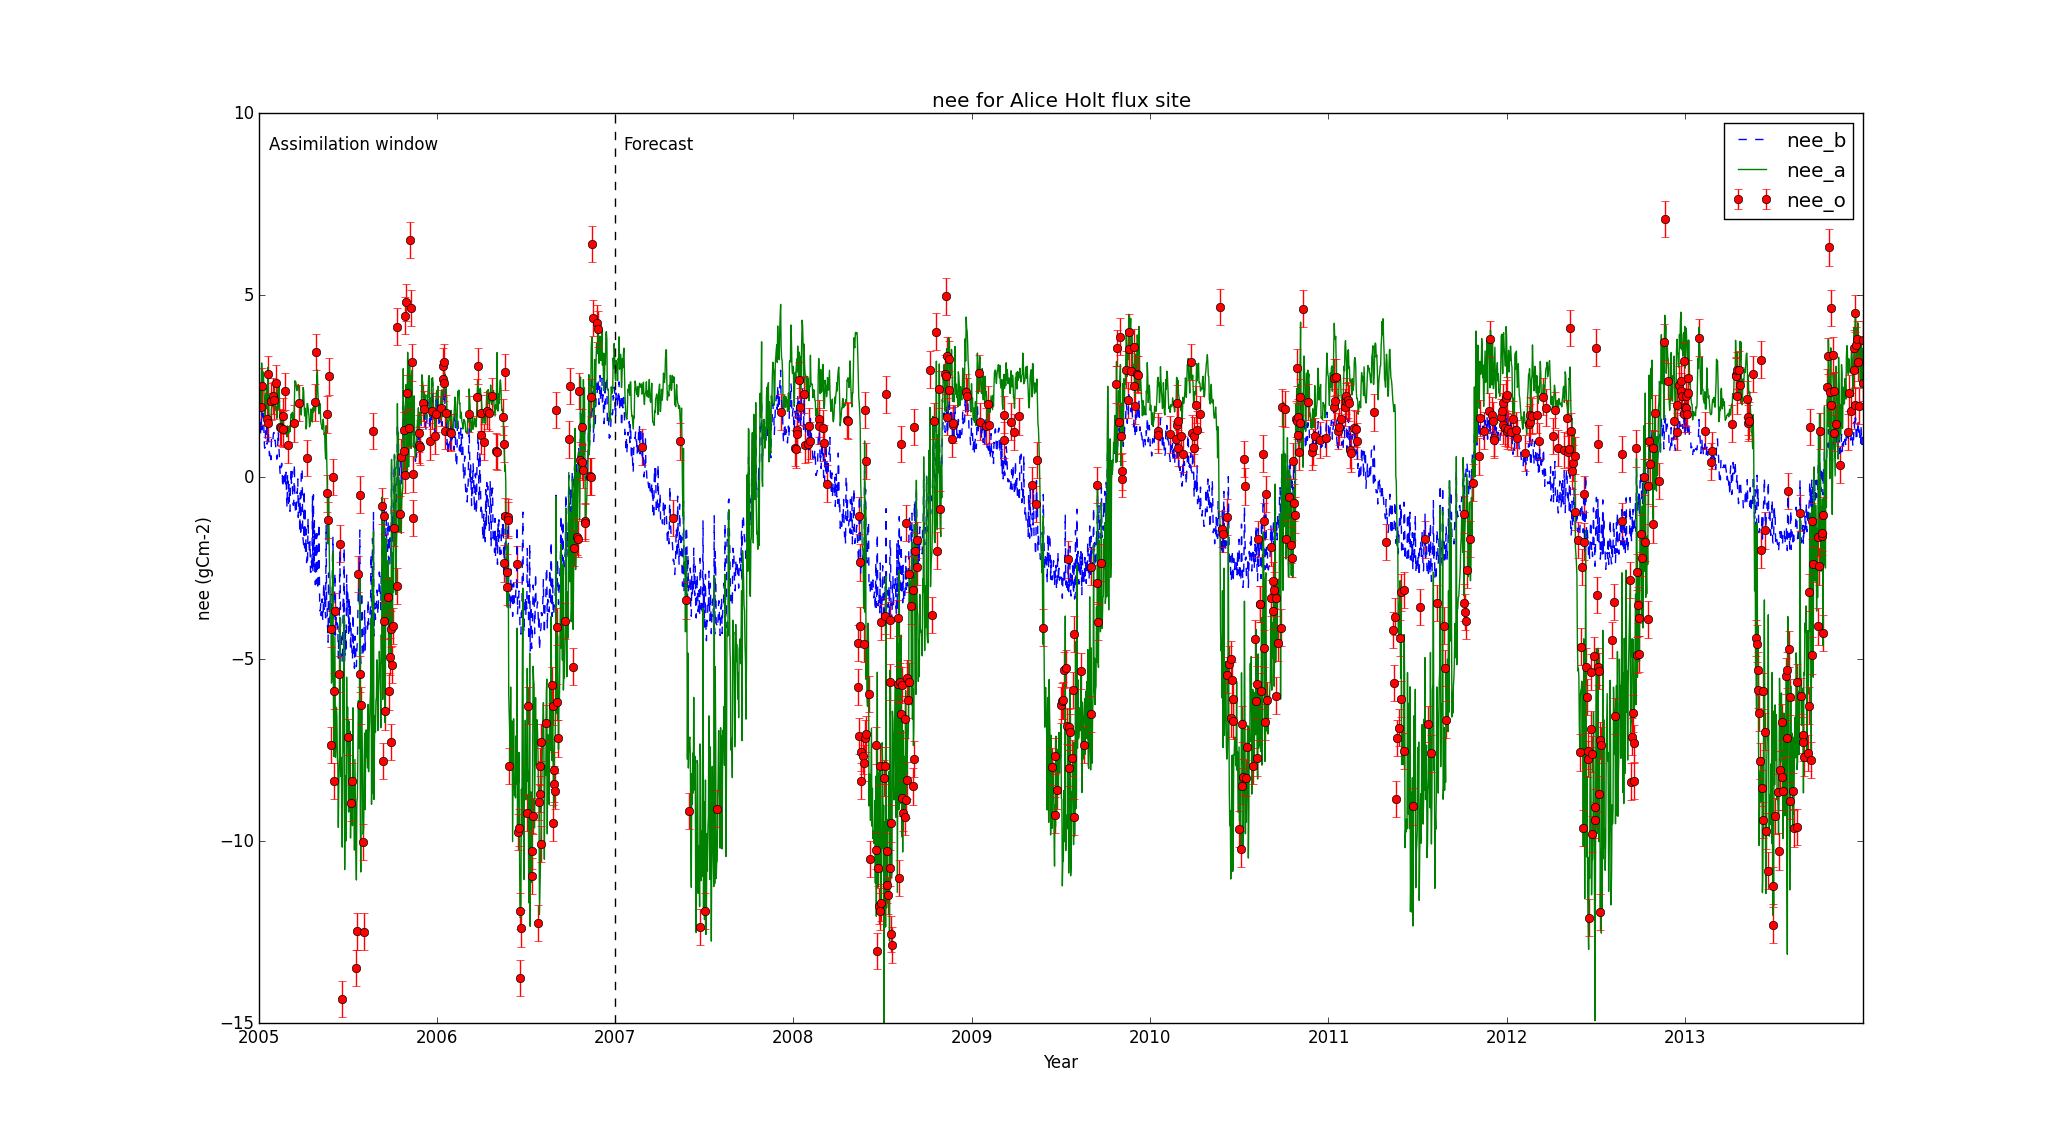 nee for Alice Holt flux site
Assimilation window
Forecast
nee_b
nee_a
nee_o
10
5
0
−5
−10
−15
nee (gCm-2)
2005
2006
2007
2008
2009
2010
2011
2012
2013
Year